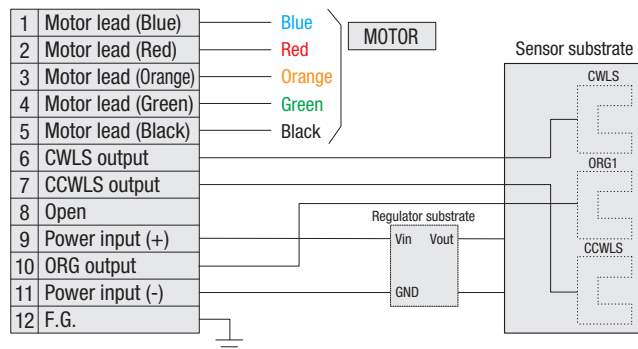 1 Motor lead (Blue) Blue
2 Motor lead (Red) Red
3 Motor lead (Orange) Orange
4 Motor lead (Green) Green
5 Motor lead (Black) Black
MOTOR
6 CWLS output
7 CCWLS output
8 Open
9 Power input (+)
10 ORG output
11 Power input (-)
12 F.G.
Regulator substrate
Vin Vout
GND
Sensor substrate
CWLS
ORG1
CCWLS